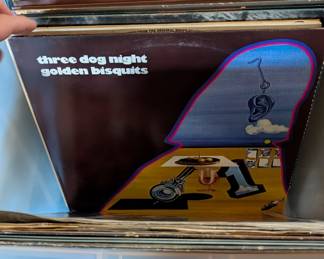 three dog night
golden bisquits